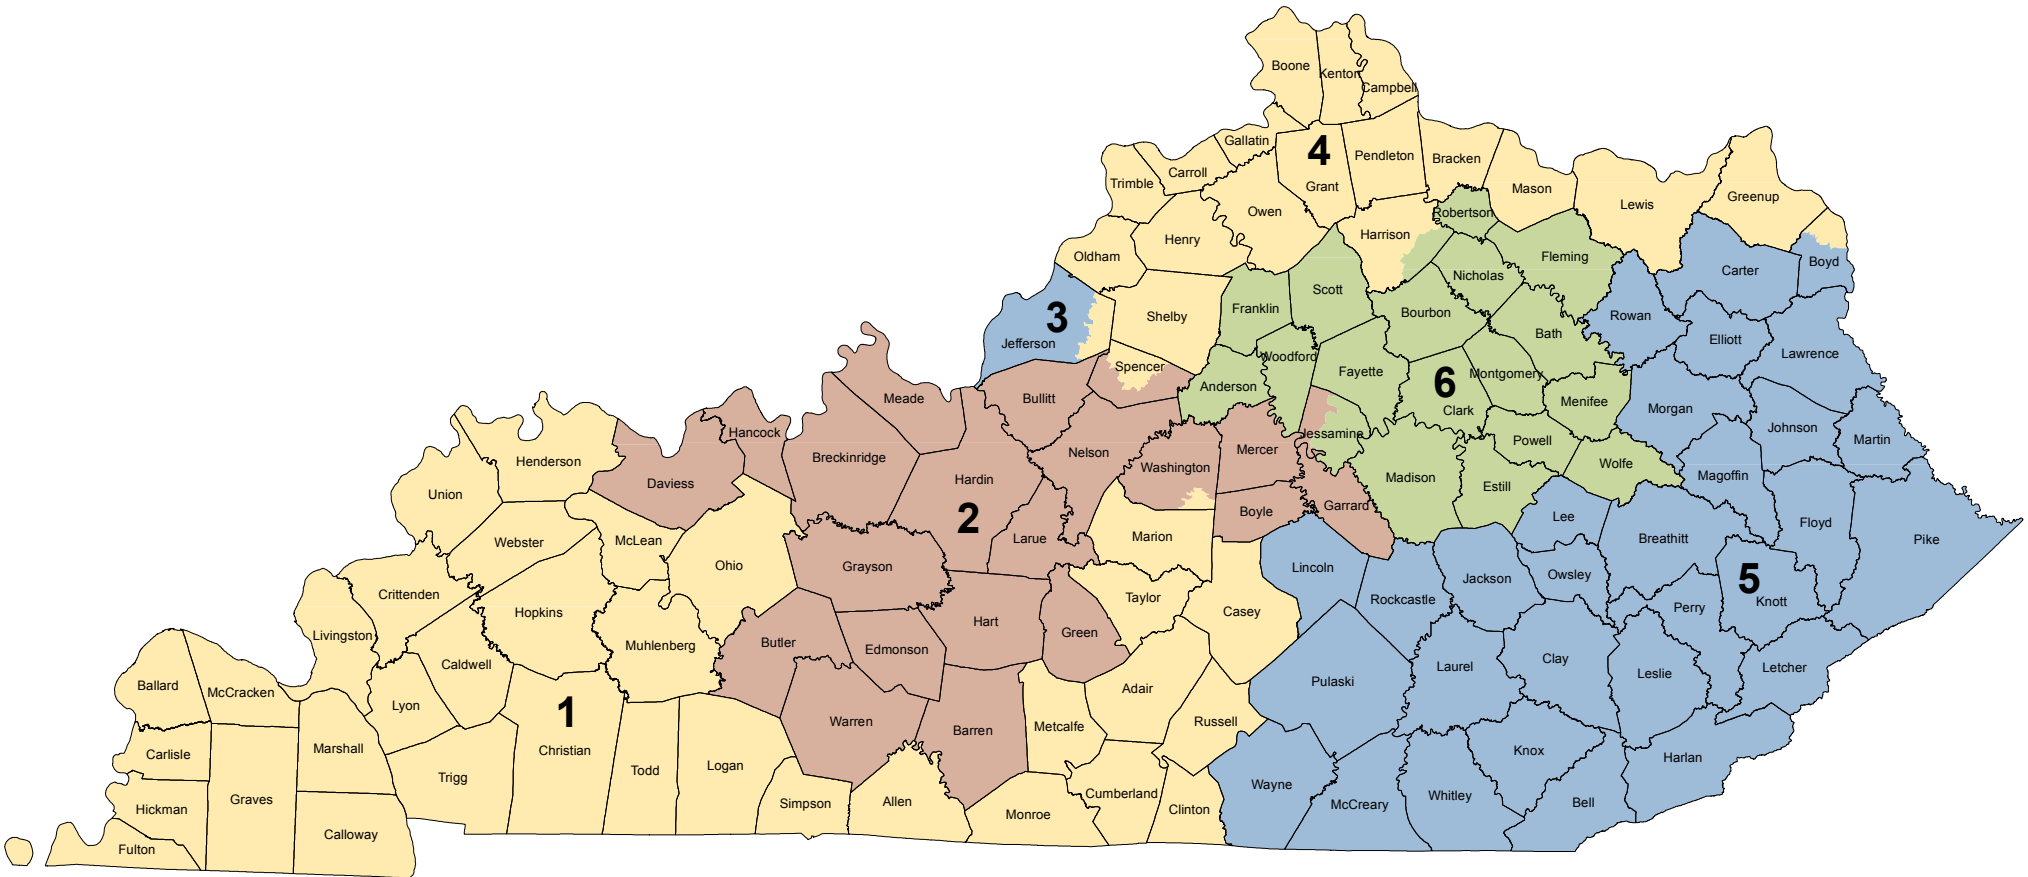 Boone
Kenton
Campbell
Gallatin
4
Pendleton
Bracken
Carroll
Trimble
Grant
Mason
Lewis
Greenup
Owen
Robertson
Henry
Harrison
Oldham
Fleming
Boyd
Carter
Nicholas
Scott
Franklin
Bourbon
3
Shelby
Rowan
Bath
Jefferson
Elliott
Lawrence
Woodford
Spencer
Fayette
Montgomery
6
Anderson
Meade
Bullitt
Menifee
Clark
Morgan
Johnson
Martin
Hancock
Jessamine
Powell
Nelson
Mercer
Breckinridge
Henderson
Washington
Wolfe
Magoffin
Daviess
Hardin
Madison
Estill
Union
Garrard
Boyle
2
Lee
Floyd
Webster
McLean
Larue
Marion
Breathitt
Pike
Ohio
Grayson
Lincoln
Jackson
Owsley
5
Crittenden
Taylor
Rockcastle
Knott
Perry
Hopkins
Casey
Hart
Green
Livingston
Muhlenberg
Butler
Edmonson
Clay
Caldwell
Laurel
Leslie
Letcher
Ballard
McCracken
Adair
Pulaski
Lyon
1
Warren
Barren
Metcalfe
Russell
Carlisle
Marshall
Christian
Knox
Harlan
Trigg
Todd
Logan
Wayne
Graves
Hickman
Simpson
Allen
Monroe
Cumberland
Clinton
McCreary
Whitley
Bell
Calloway
Fulton